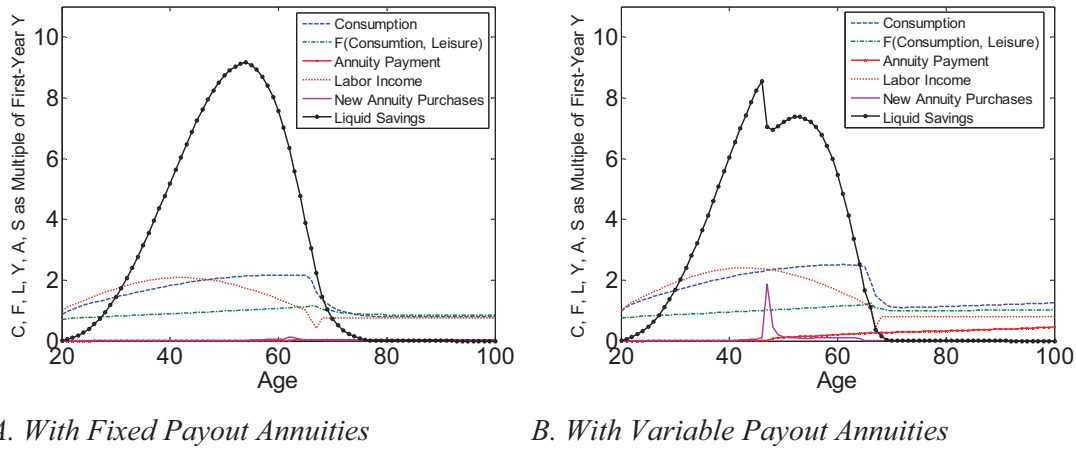 C, F, L, Y, A, S as Multiple of First-Year Y
10
8
6
4
2
0
20
40
60
80
100
Age
Consumption
F(Consumtion, Leisure)
Annuity Payment
Labor Income
New Annuity Purchases
Liquid Savings
A. With Fixed Payout Annuities
C, F, L, Y, A, S as Multiple of First-Year Y
10
8
6
4
2
0
20
40
60
80
100
Age
Consumption
F(Consumtion, Leisure)
Annuity Payment
Labor Income
New Annuity Purchases
Liquid Savings
B. With Variable Payout Annuities